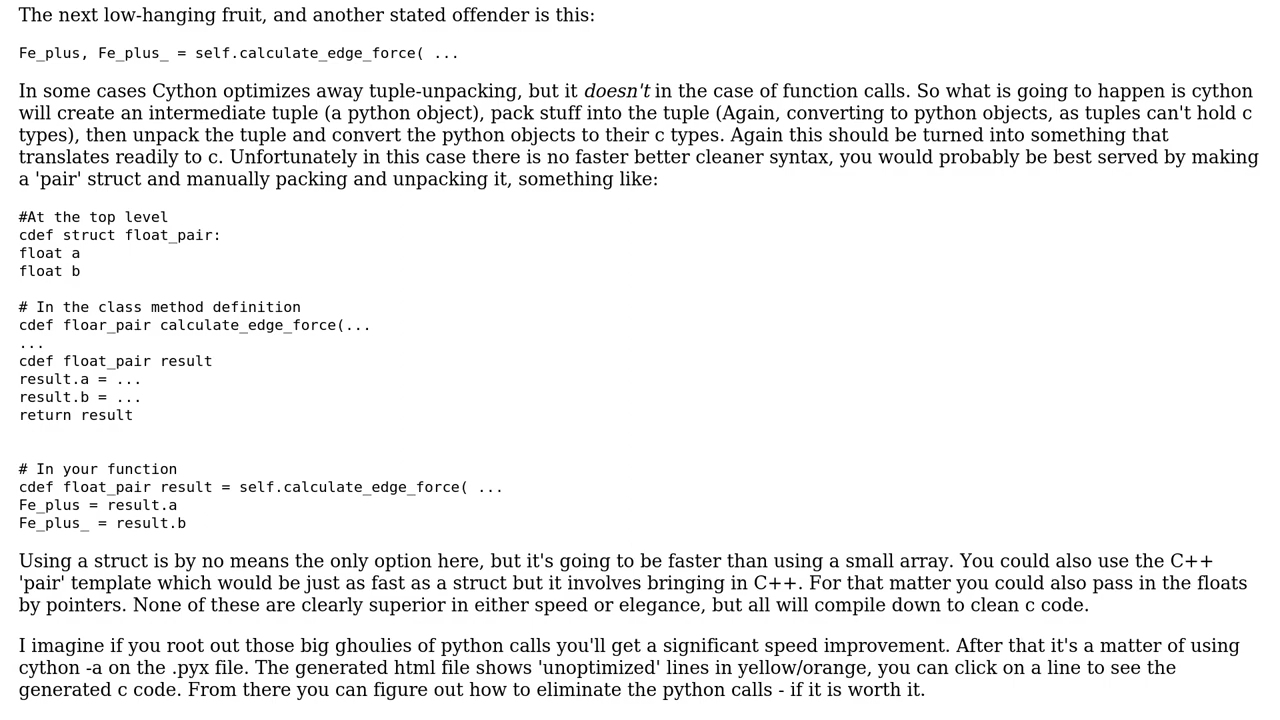 The next low-hanging fruit, and another stated offender is this:
Fe_plus, Fe_plus_ = self.calculate_edge_force( ...
In some cases Cython optimizes away tuple-unpacking, but it doesn't in the case of function calls. So what is going to happen is cython
will create an intermediate tuple (a python object), pack stuff into the tuple (Again, converting to python objects, as tuples can't hold c
types), then unpack the tuple and convert the python objects to their c types. Again this should be turned into something that
translates readily to c. Unfortunately in this case there is no faster better cleaner syntax, you would probably be best served by making
a 'pair' struct and manually packing and unpacking it, something like:
#At the top level
cdef struct float_pair:
float a
float b
# In the class method definition
cdef floar_pair calculate_edge_force(...
...
cdef float_pair result
result.a = ...
result.b = ...
return result
# In your function
cdef float_pair result = self.calculate_edge_force( ...
Fe_plus = result.a
Fe_plus_ = result.b
Using a struct is by no means the only option here, but it's going to be faster than using a small array. You could also use the C++
'pair' template which would be just as fast as a struct but it involves bringing in C++. For that matter you could also pass in the floats
by pointers. None of these are clearly superior in either speed or elegance, but all will compile down to clean c code.
I imagine if you root out those big ghoulies of python calls you'll get a significant speed improvement. After that it's a matter of using
cython -a on the .pyx file. The generated html file shows 'unoptimized' lines in yellow/orange, you can click on a line to see the
generated c code. From there you can figure out how to eliminate the python calls - if it is worth it.